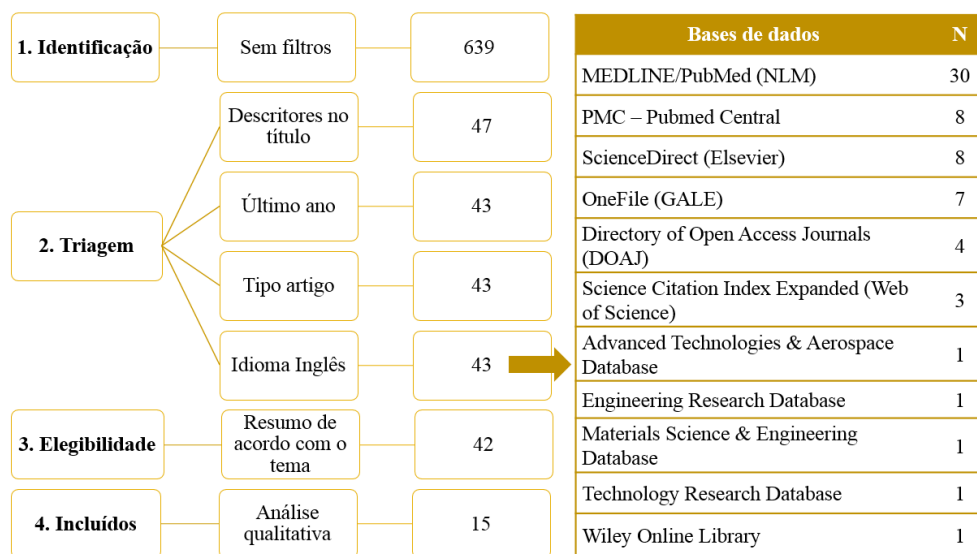 1. Identificação
Sem filtros
639
2. Triagem
Descritores no
título
47
Último ano
43
Tipo artigo
43
Idioma Inglês
43
3. Elegibilidade
Resumo de
acordo com o
tema
42
4. Incluídos
Análise
qualitativa
15
Bases de dados N
MEDLINE/PubMed (NLM) 30
PMC – Pubmed Central 8
ScienceDirect (Elsevier) 8
OneFile (GALE) 7
Directory of Open Access Journals
(DOAJ) 4
Science Citation Index Expanded (Web
of Science) 3
Advanced Technologies & Aerospace
Database 1
Engineering Research Database 1
Materials Science & Engineering
Database 1
Technology Research Database 1
Wiley Online Library 1